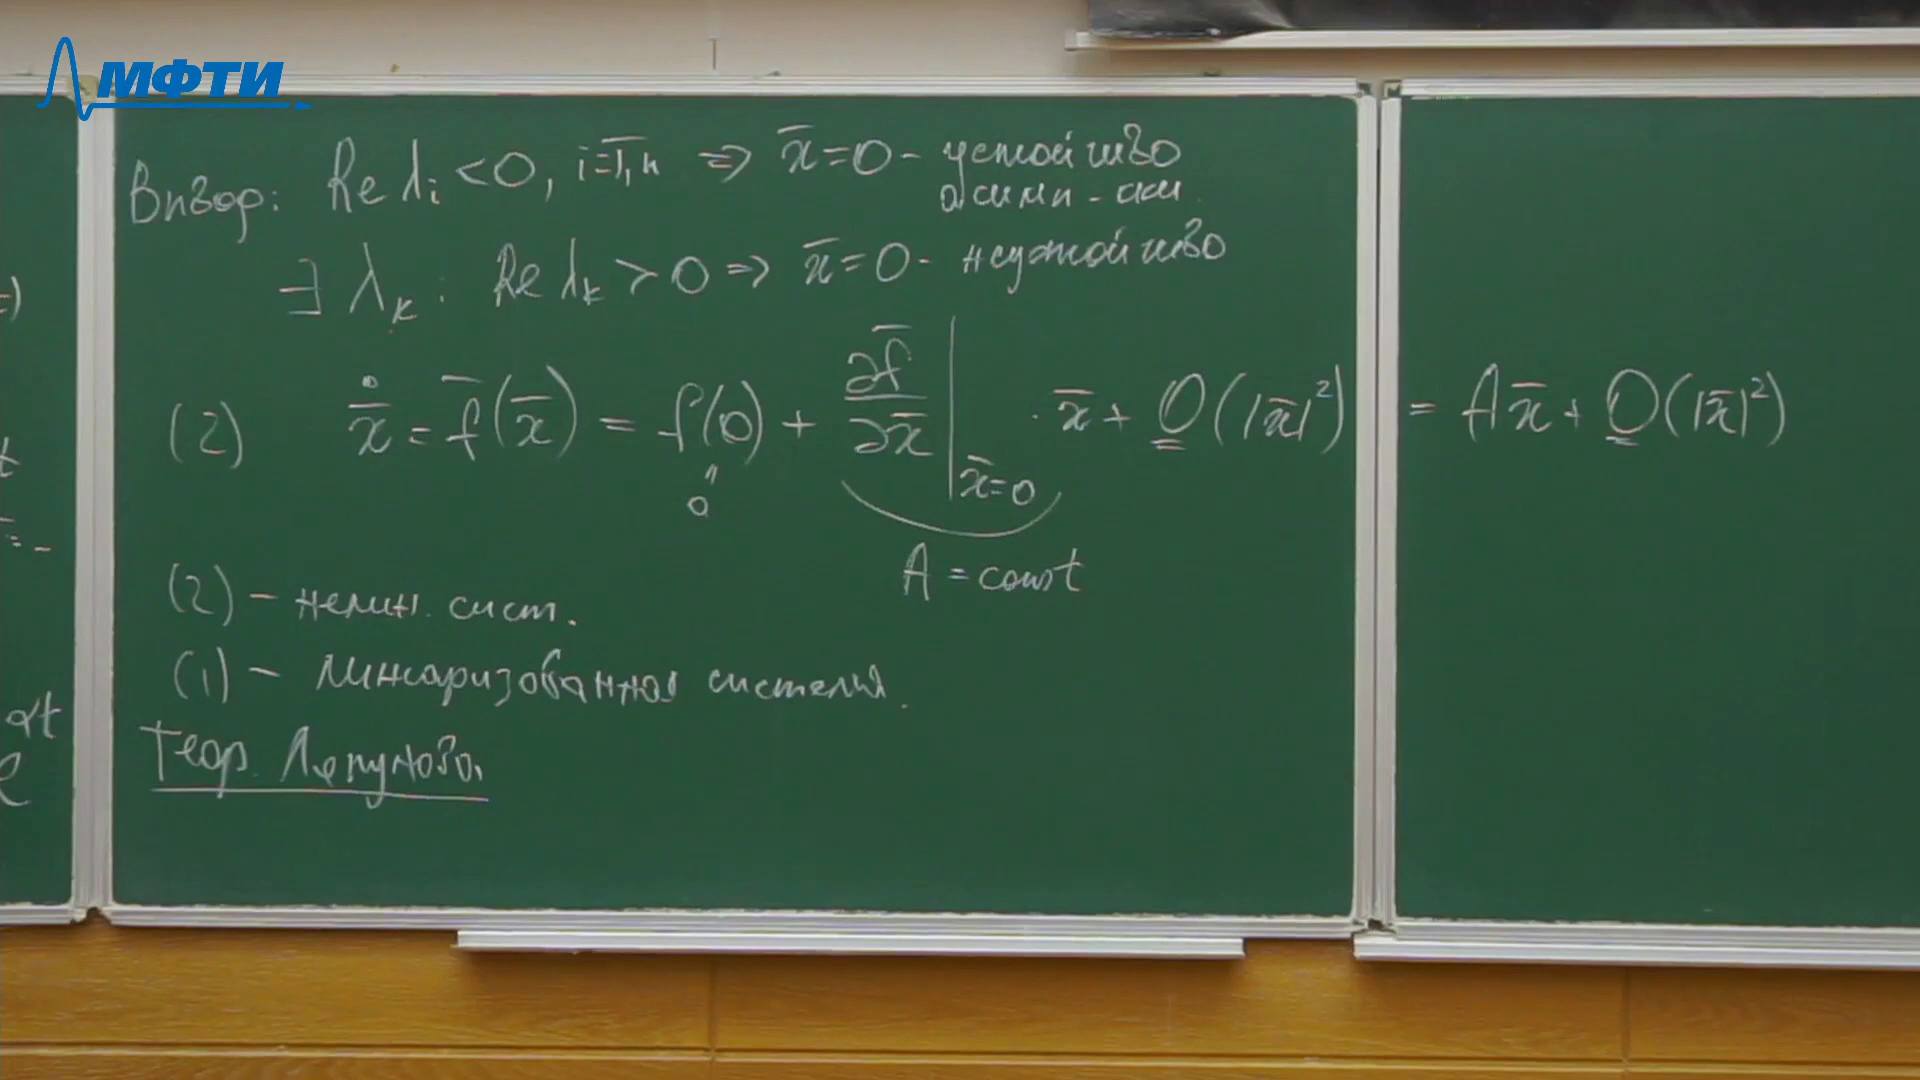 МФТИ
Вывод: Re λᵢ < 0, i = 1,n ⇒ x̄ = 0 – устойчиво
асимп-ски.
∃ λₖ: Re λₖ > 0 ⇒ x̄ = 0 – неустойчиво
(2) ẋ̄ = f̄(x̄) = f(0) + ∂f̄/∂x̄ |x̄=0 · x̄ + O(|x̄|²) = Ax̄ + O(|x̄|²)
" 0
A = const
(2) – нелин. сист.
(1) – линеаризованная система.
Теор. Ляпунова.
αt
e